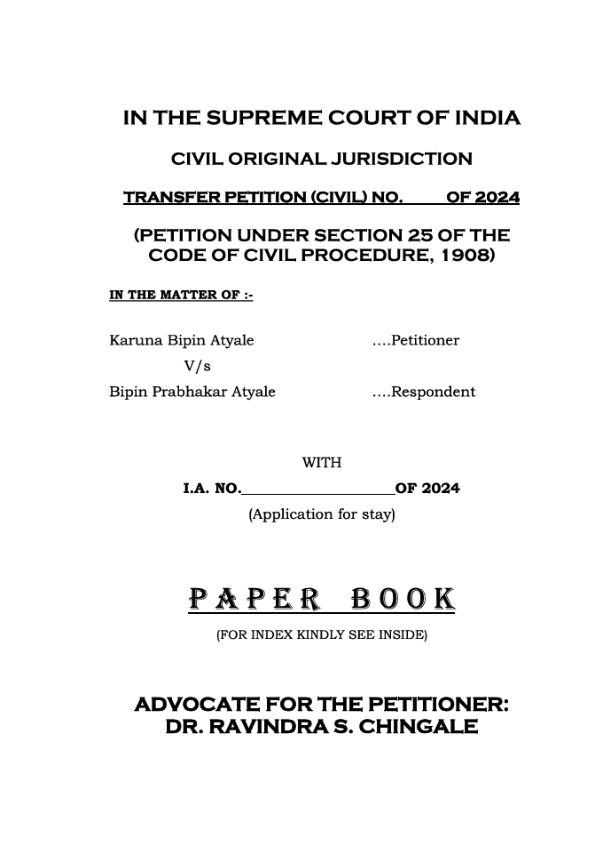 IN THE SUPREME COURT OF INDIA
CIVIL ORIGINAL JURISDICTION
TRANSFER PETITION (CIVIL) NO. OF 2024
(PETITION UNDER SECTION 25 OF THE
CODE OF CIVIL PROCEDURE, 1908)
IN THE MATTER OF :-
Karuna Bipin Atyale ....Petitioner
V/s
Bipin Prabhakar Atyale ....Respondent
WITH
I.A. NO.____________________OF 2024
(Application for stay)
PAPER BOOK
(FOR INDEX KINDLY SEE INSIDE)
ADVOCATE FOR THE PETITIONER:
DR. RAVINDRA S. CHINGALE